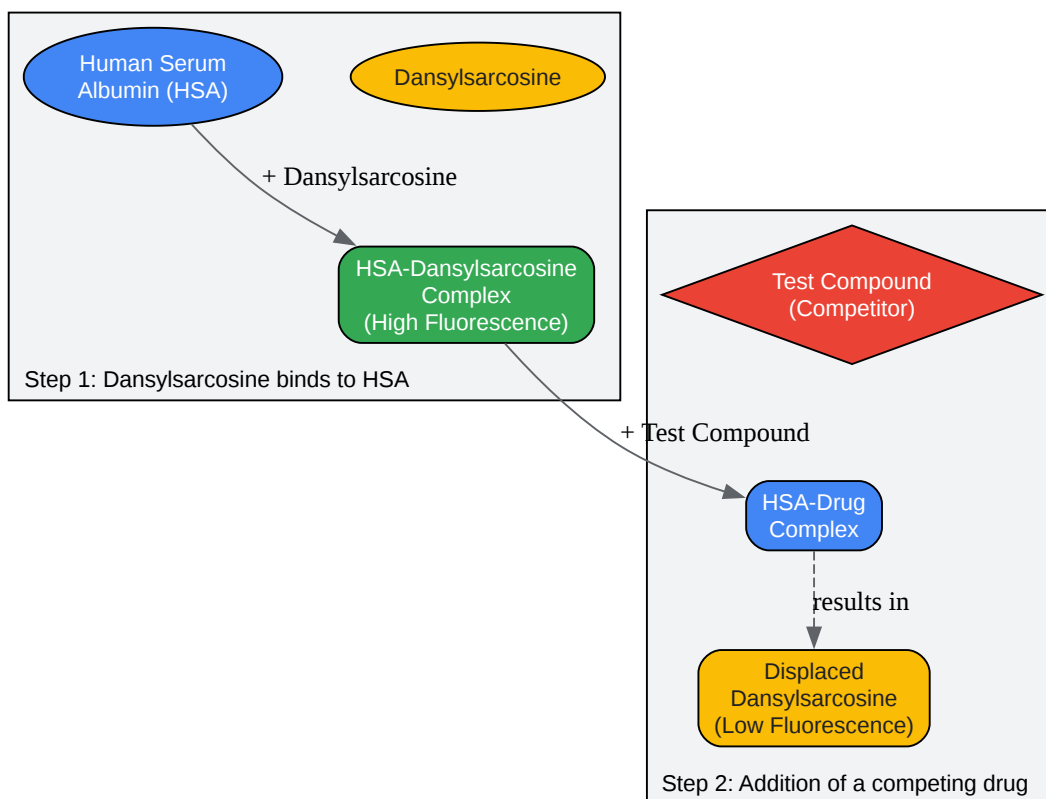 Human Serum
Albumin (HSA)
Dansylsarcosine
+ Dansylsarcosine
HSA-Dansylsarcosine
Complex
(High Fluorescence)
Step 1: Dansylsarcosine binds to HSA
Test Compound
(Competitor)
+ Test Compound
HSA-Drug
Complex
results in
Displaced
Dansylsarcosine
(Low Fluorescence)
Step 2: Addition of a competing drug